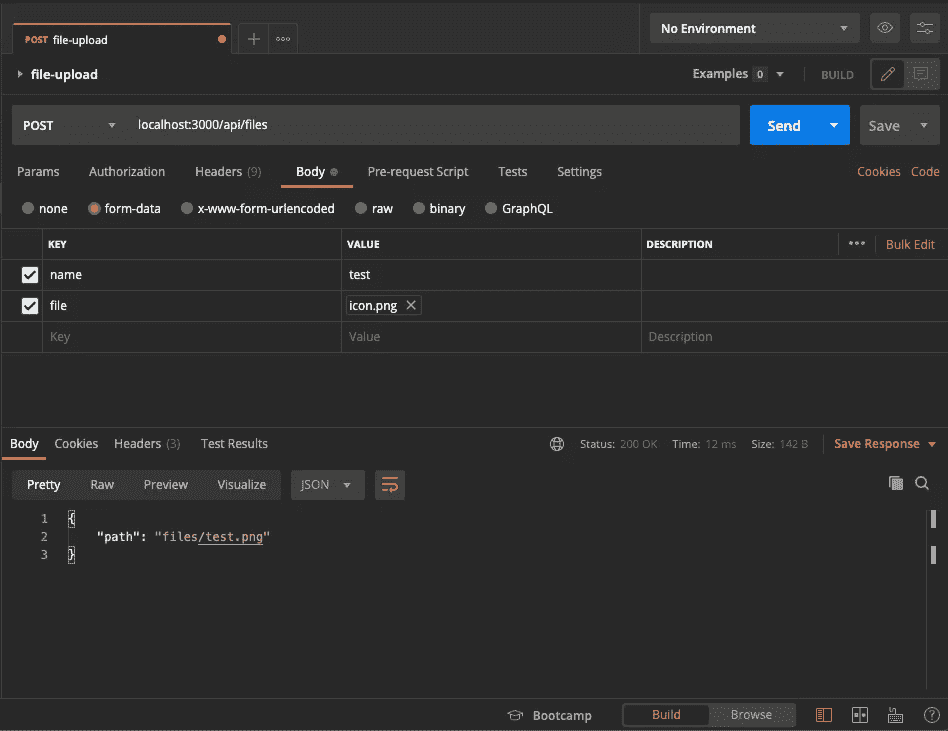 POST file-upload
No Environment
file-upload
Examples 0
BUILD
POST localhost:3000/api/files Send Save
Params Authorization Headers (9) Body Pre-request Script Tests Settings Cookies Code
none form-data x-www-form-urlencoded raw binary GraphQL
KEY VALUE DESCRIPTION Bulk Edit
name test
file icon.png
Key Value Description
Body Cookies Headers (3) Test Results Status: 200 OK Time: 12 ms Size: 142 B Save Response
Pretty Raw Preview Visualize JSON
1 {
2 "path": "files/test.png"
3 }
Bootcamp Build Browse